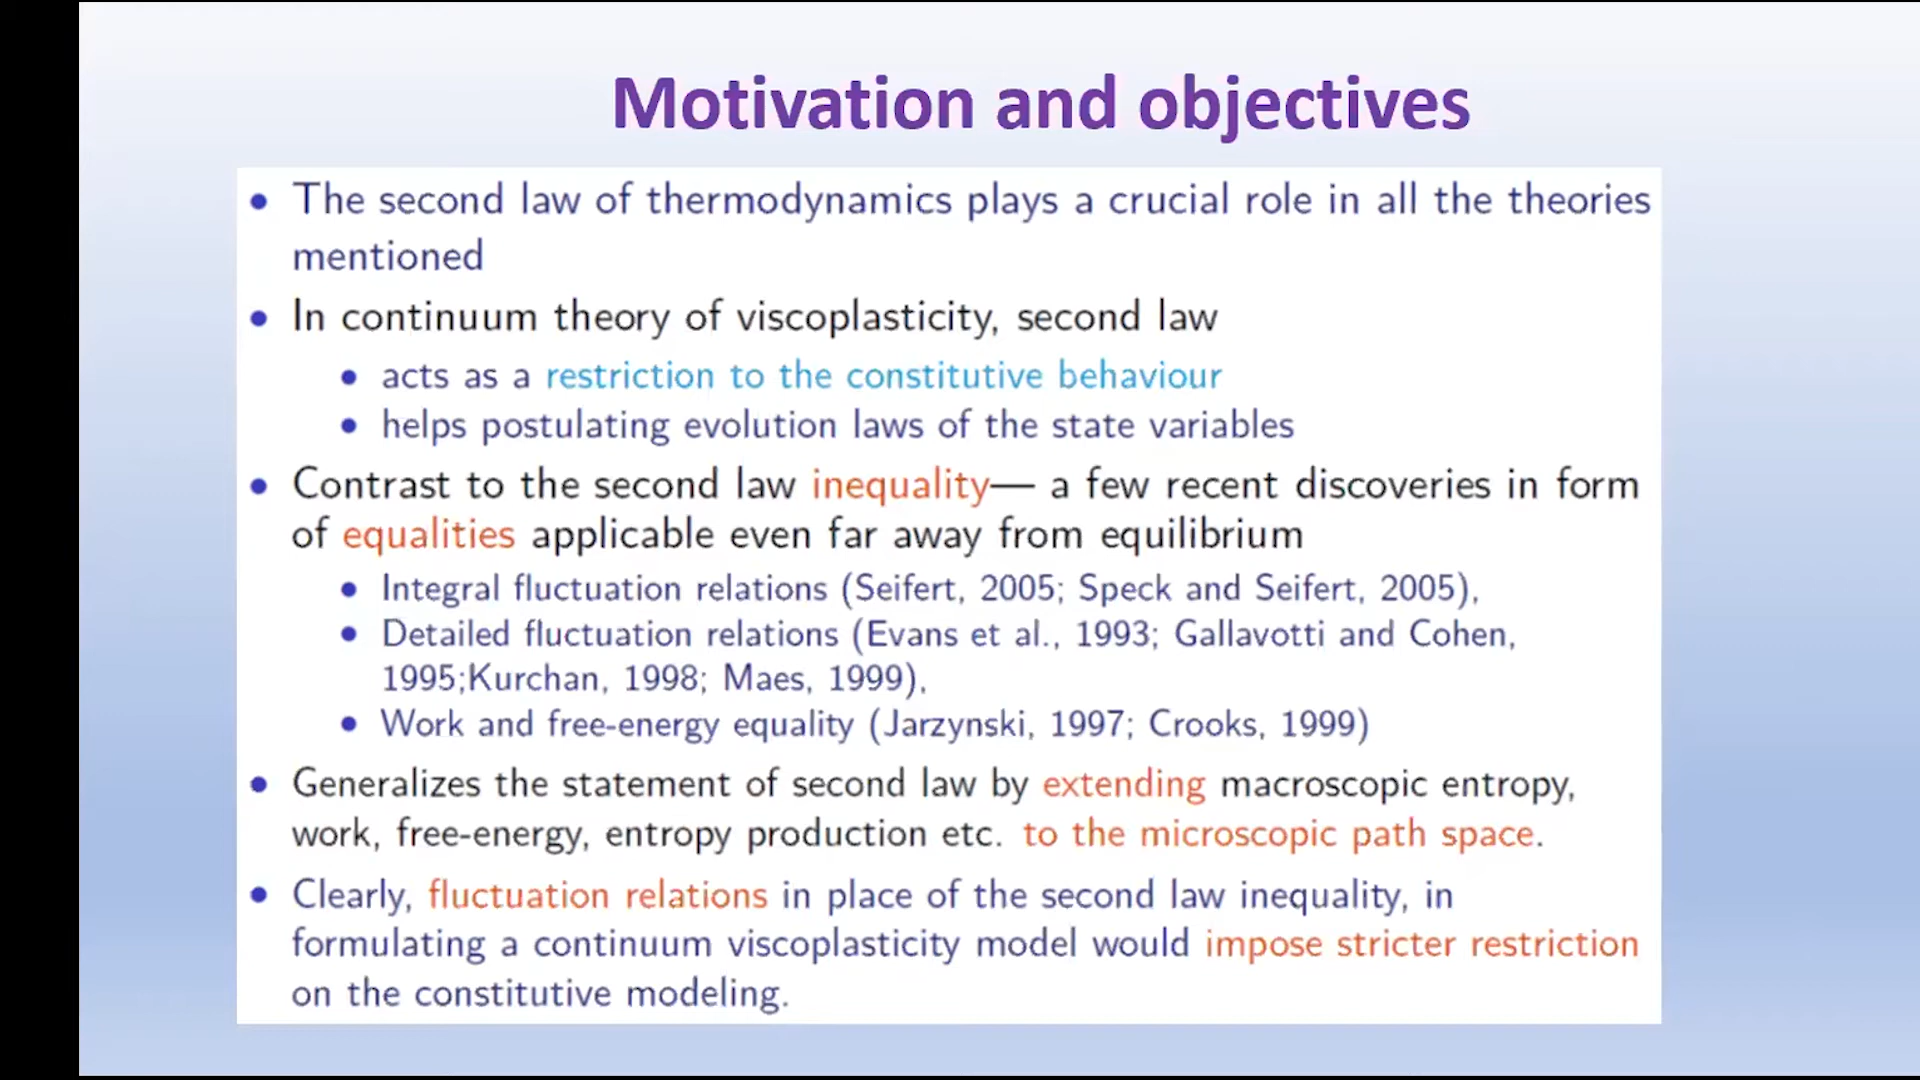 Motivation and objectives
• The second law of thermodynamics plays a crucial role in all the theories
mentioned
• In continuum theory of viscoplasticity, second law
• acts as a restriction to the constitutive behaviour
• helps postulating evolution laws of the state variables
• Contrast to the second law inequality— a few recent discoveries in form
of equalities applicable even far away from equilibrium
• Integral fluctuation relations (Seifert, 2005; Speck and Seifert, 2005),
• Detailed fluctuation relations (Evans et al., 1993; Gallavotti and Cohen,
1995;Kurchan, 1998; Maes, 1999),
• Work and free-energy equality (Jarzynski, 1997; Crooks, 1999)
• Generalizes the statement of second law by extending macroscopic entropy,
work, free-energy, entropy production etc. to the microscopic path space.
• Clearly, fluctuation relations in place of the second law inequality, in
formulating a continuum viscoplasticity model would impose stricter restriction
on the constitutive modeling.